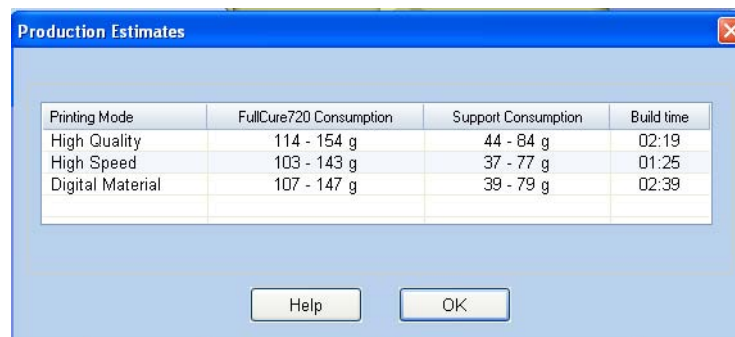 Production Estimates
Printing Mode FullCure720 Consumption Support Consumption Build time
High Quality 114 - 154 g 44 - 84 g 02:19
High Speed 103 - 143 g 37 - 77 g 01:25
Digital Material 107 - 147 g 39 - 79 g 02:39
Help OK